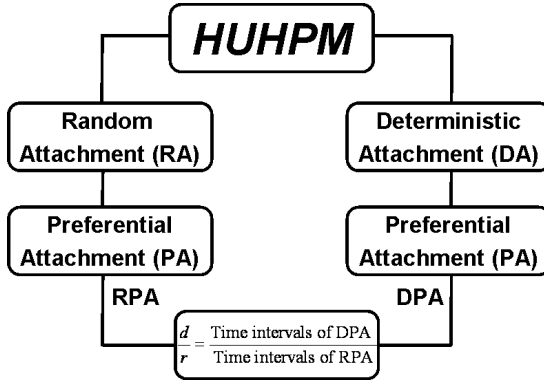 HUHPM
Random
Attachment (RA)
Deterministic
Attachment (DA)
Preferential
Attachment (PA)
Preferential
Attachment (PA)
RPA
DPA
d/r = Time intervals of DPA / Time intervals of RPA